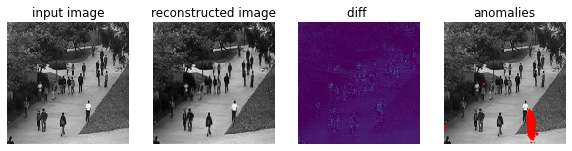 input image
reconstructed image
diff
anomalies